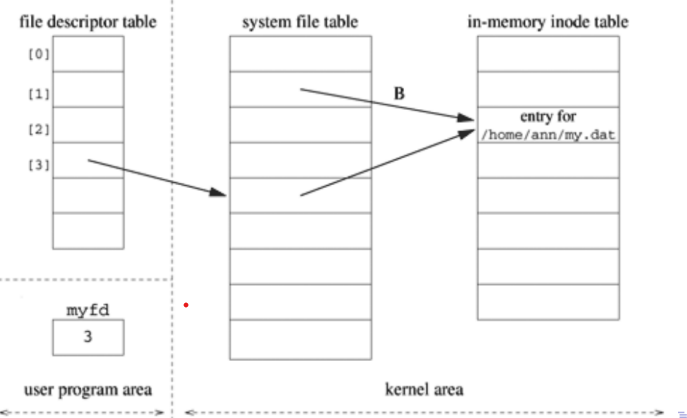 file descriptor table
system file table
in-memory inode table
[0]
[1]
B
[2]
entry for
/home/ann/my.dat
[3]
myfd
3
user program area
kernel area